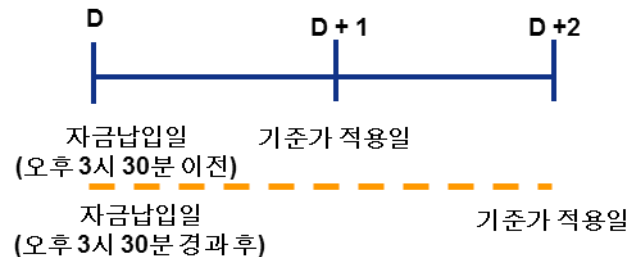 D
D + 1
D +2
자금납입일
기준가 적용일
(오후 3시 30분 이전)
자금납입일
기준가 적용일
(오후 3시 30분 경과 후)